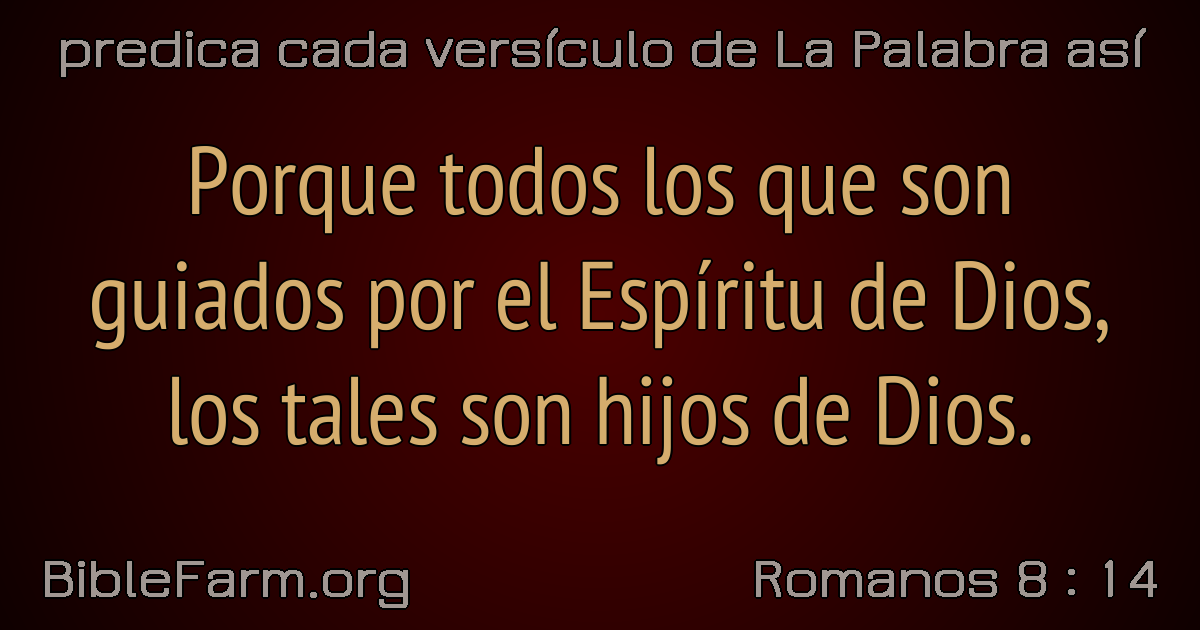 predica cada versículo de La Palabra así
Porque todos los que son
guiados por el Espíritu de Dios,
los tales son hijos de Dios.
BibleFarm.org
Romanos 8 : 14